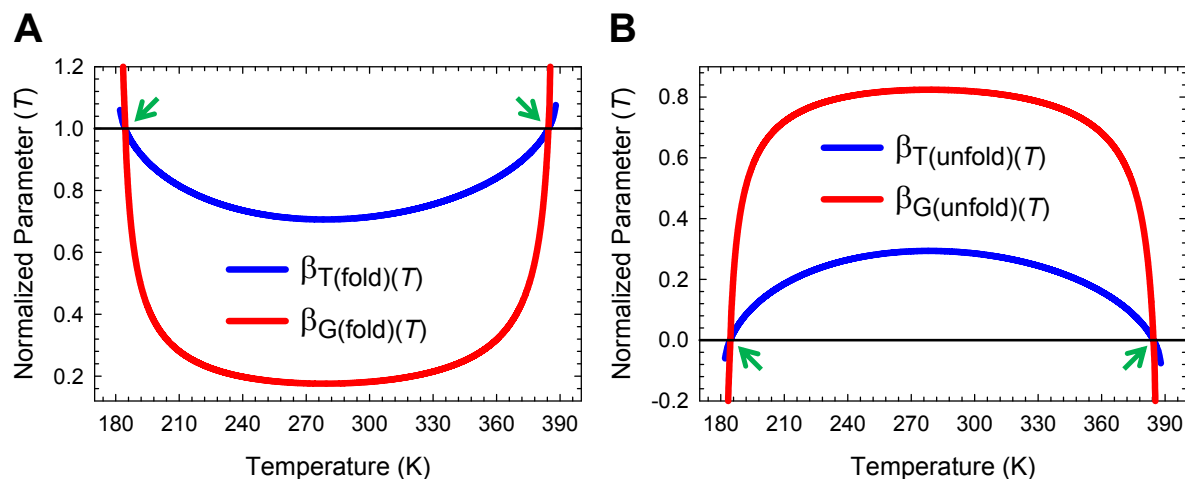 A
Normalized Parameter (T)
1.2
1.0
0.8
0.6
0.4
0.2
βT(fold)(T)
βG(fold)(T)
180 210 240 270 300 330 360 390
Temperature (K)
B
Normalized Parameter (T)
0.8
0.6
0.4
0.2
0.0
-0.2
βT(unfold)(T)
βG(unfold)(T)
180 210 240 270 300 330 360 390
Temperature (K)